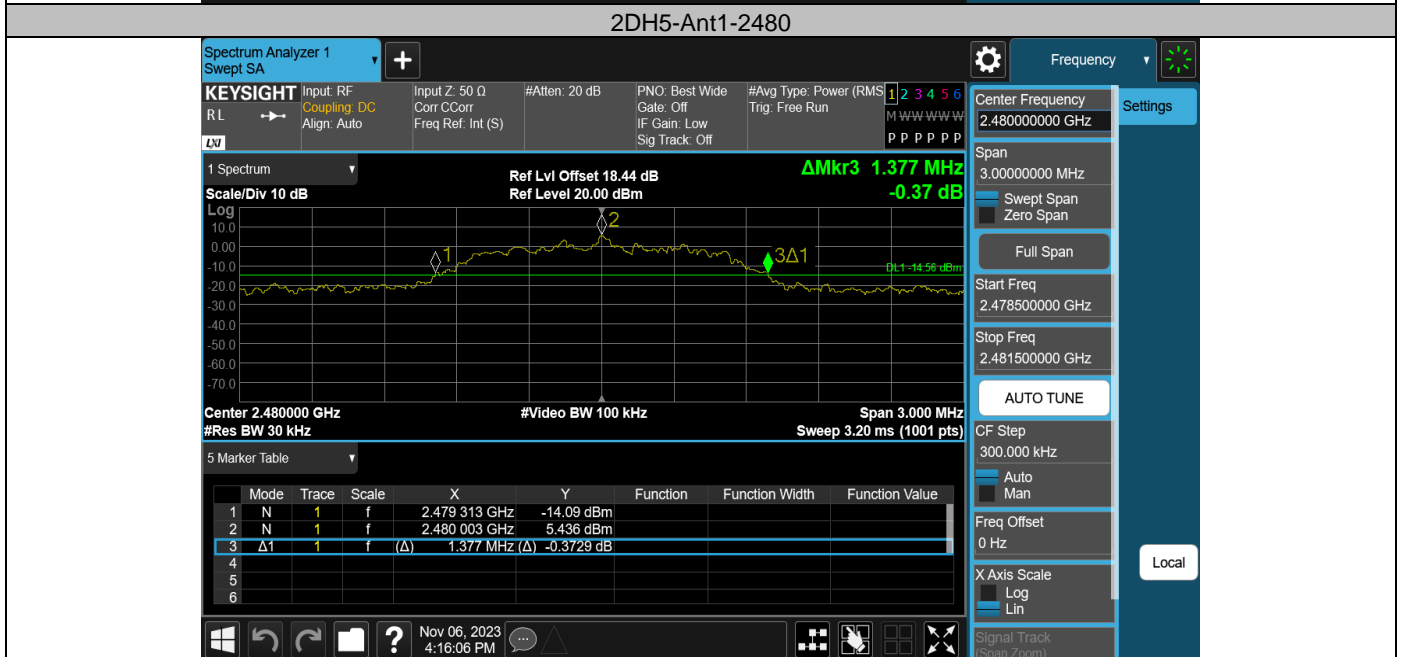 2DH5-Ant1-2480
Spectrum Analyzer 1
Swept SA
Frequency
KEYSIGHT
RL
LXI
Input: RF
Coupling: DC
Align: Auto
Input Z: 50 Ω
Corr CCorr
Freq Ref: Int (S)
#Atten: 20 dB
PNO: Best Wide
Gate: Off
IF Gain: Low
Sig Track: Off
#Avg Type: Power (RMS
Trig: Free Run
1 2 3 4 5 6
M W W W W W
P P P P P P
1 Spectrum
Scale/Div 10 dB
Ref Lvl Offset 18.44 dB
Ref Level 20.00 dBm
ΔMkr3 1.377 MHz
-0.37 dB
Log
10.0
0.00
-10.0
-20.0
-30.0
-40.0
-50.0
-60.0
-70.0
1
2
3Δ1
DL1 -14.56 dBm
Center 2.480000 GHz
#Res BW 30 kHz
#Video BW 100 kHz
Span 3.000 MHz
Sweep 3.20 ms (1001 pts)
5 Marker Table
Mode Trace Scale X Y Function Function Width Function Value
1 N 1 f 2.479 313 GHz -14.09 dBm
2 N 1 f 2.480 003 GHz 5.436 dBm
3 Δ1 1 f (Δ) 1.377 MHz (Δ) -0.3729 dB
4
5
6
Nov 06, 2023
4:16:06 PM
Center Frequency
2.480000000 GHz
Settings
Span
3.00000000 MHz
Swept Span
Zero Span
Full Span
Start Freq
2.478500000 GHz
Stop Freq
2.481500000 GHz
AUTO TUNE
CF Step
300.000 kHz
Auto
Man
Freq Offset
0 Hz
X Axis Scale
Log
Lin
Local
Signal Track
(Span Zoom)